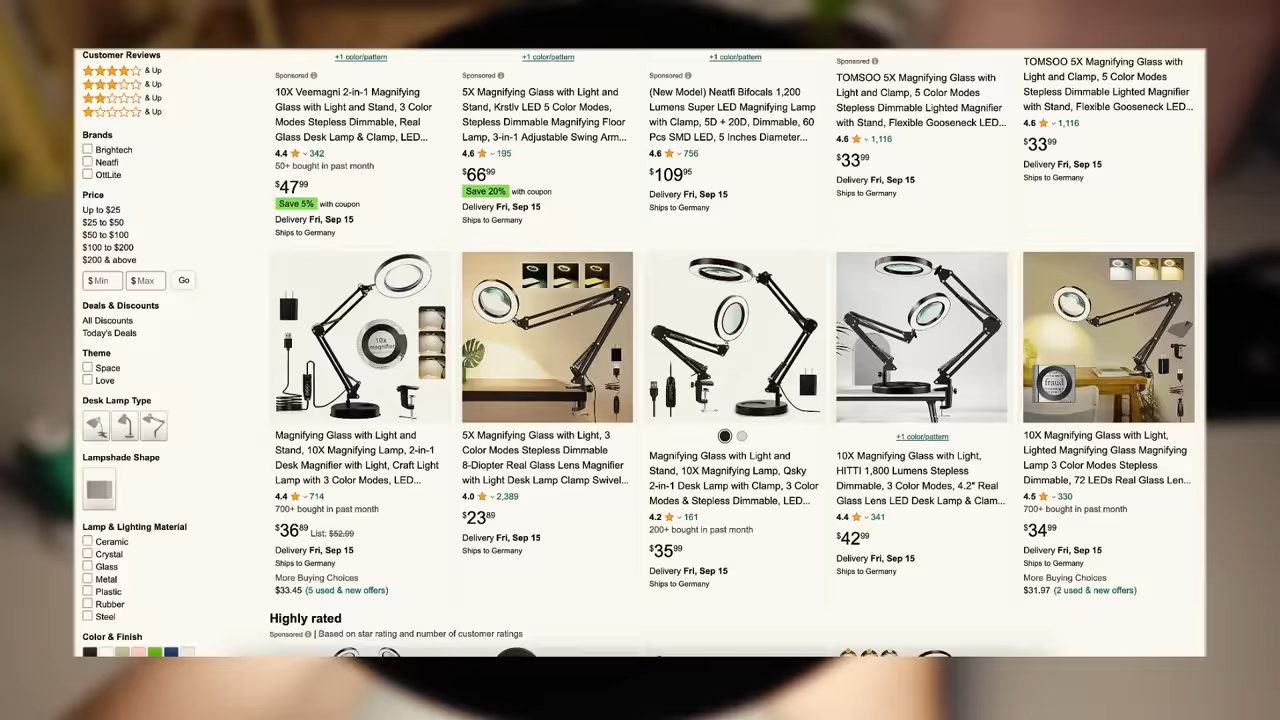 Customer Reviews
& Up
& Up
& Up
& Up
Brands
Brightech
Neatfi
OttLite
Price
Up to $25
$25 to $50
$50 to $100
$100 to $200
$200 & above
$ Min
$ Max
Go
Deals & Discounts
All Discounts
Today's Deals
Theme
Space
Love
Desk Lamp Type
Lampshade Shape
Lamp & Lighting Material
Ceramic
Crystal
Glass
Metal
Plastic
Rubber
Steel
Color & Finish
+1 color/pattern
Sponsored
10X Veemagni 2-in-1 Magnifying
Glass with Light and Stand, 3 Color
Modes Stepless Dimmable, Real
Glass Desk Lamp & Clamp, LED...
4.4 342
50+ bought in past month
$4799
Save 5% with coupon
Delivery Fri, Sep 15
Ships to Germany
+1 color/pattern
Sponsored
5X Magnifying Glass with Light and
Stand, Krstlv LED 5 Color Modes,
Stepless Dimmable Magnifying Floor
Lamp, 3-in-1 Adjustable Swing Arm...
4.6 195
$6699
Save 20% with coupon
Delivery Fri, Sep 15
Ships to Germany
+1 color/pattern
Sponsored
(New Model) Neatfi Bifocals 1,200
Lumens Super LED Magnifying Lamp
with Clamp, 5D + 20D, Dimmable, 60
Pcs SMD LED, 5 Inches Diameter...
4.6 756
$10995
Delivery Fri, Sep 15
Ships to Germany
Sponsored
TOMSOO 5X Magnifying Glass with
Light and Clamp, 5 Color Modes
Stepless Dimmable Lighted Magnifier
with Stand, Flexible Gooseneck LED...
4.6 1,116
$3399
Delivery Fri, Sep 15
Ships to Germany
TOMSOO 5X Magnifying Glass with
Light and Clamp, 5 Color Modes
Stepless Dimmable Lighted Magnifier
with Stand, Flexible Gooseneck LED...
4.6 1,116
$3399
Delivery Fri, Sep 15
Ships to Germany
10x
magnifier
Magnifying Glass with Light and
Stand, 10X Magnifying Lamp, 2-in-1
Desk Magnifier with Light, Craft Light
Lamp with 3 Color Modes, LED...
4.4 714
700+ bought in past month
$3689 List: $52.99
Delivery Fri, Sep 15
Ships to Germany
More Buying Choices
$33.45 (5 used & new offers)
5X Magnifying Glass with Light, 3
Color Modes Stepless Dimmable
8-Diopter Real Glass Lens Magnifier
with Light Desk Lamp Clamp Swivel...
4.0 2,389
$2389
Delivery Fri, Sep 15
Ships to Germany
Magnifying Glass with Light and
Stand, 10X Magnifying Lamp, Qsky
2-in-1 Desk Lamp with Clamp, 3 Color
Modes & Stepless Dimmable, LED...
4.2 161
200+ bought in past month
$3599
Delivery Fri, Sep 15
Ships to Germany
+1 color/pattern
10X Magnifying Glass with Light,
HITTI 1,800 Lumens Stepless
Dimmable, 3 Color Modes, 4.2" Real
Glass Lens LED Desk Lamp & Clam...
4.4 341
$4299
Delivery Fri, Sep 15
Ships to Germany
fraud
10X Magnifying Glass with Light,
Lighted Magnifying Glass Magnifying
Lamp 3 Color Modes Stepless
Dimmable, 72 LEDs Real Glass Len...
4.5 330
700+ bought in past month
$3499
Delivery Fri, Sep 15
Ships to Germany
More Buying Choices
$31.97 (2 used & new offers)
Highly rated
Sponsored | Based on star rating and number of customer ratings